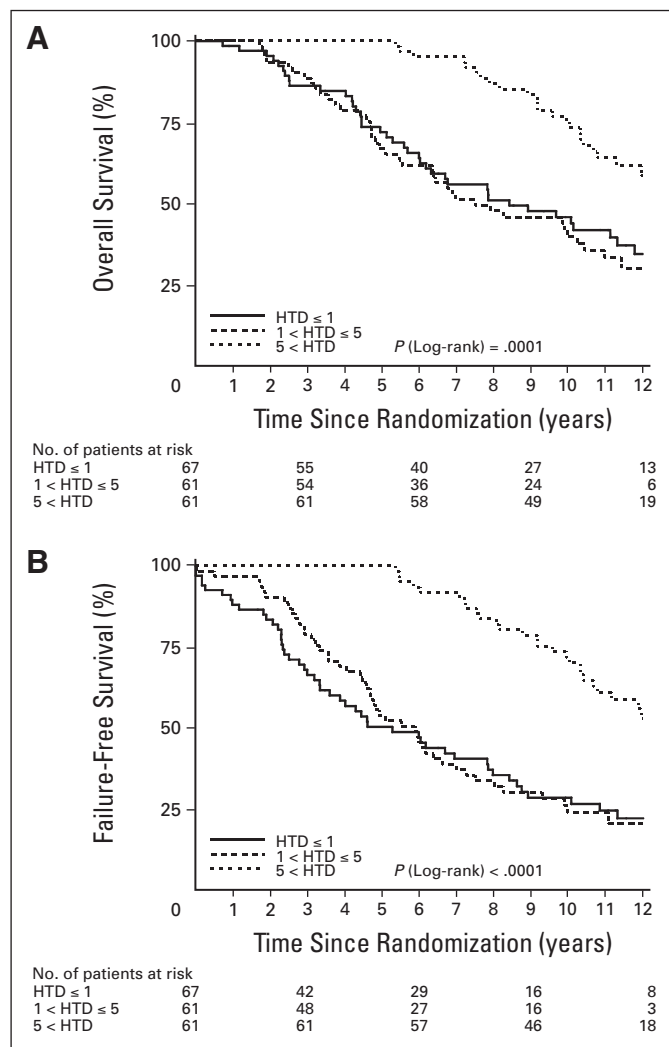 A
100
75
50
25
0
Overall Survival (%)
HTD ≤ 1
1 < HTD ≤ 5
5 < HTD
P (Log-rank) = .0001
1 2 3 4 5 6 7 8 9 10 11 12
Time Since Randomization (years)
No. of patients at risk
HTD ≤ 1 67 55 40 27 13
1 < HTD ≤ 5 61 54 36 24 6
5 < HTD 61 61 58 49 19
B
100
75
50
25
0
Failure-Free Survival (%)
HTD ≤ 1
1 < HTD ≤ 5
5 < HTD
P (Log-rank) < .0001
1 2 3 4 5 6 7 8 9 10 11 12
Time Since Randomization (years)
No. of patients at risk
HTD ≤ 1 67 42 29 16 8
1 < HTD ≤ 5 61 48 27 16 3
5 < HTD 61 61 57 46 18